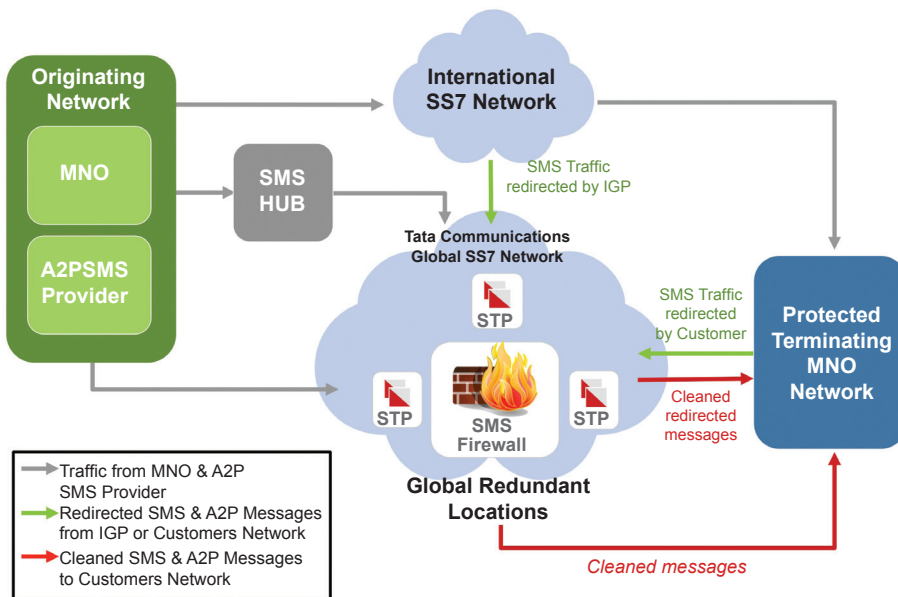 Originating
Network
MNO
A2PSMS
Provider
SMS
HUB
International
SS7 Network
SMS Traffic
redirected by IGP
Tata Communications
Global SS7 Network
STP
STP
STP
SMS
Firewall
Global Redundant
Locations
SMS Traffic
redirected
by Customer
Cleaned
redirected
messages
Protected
Terminating
MNO
Network
Cleaned messages
Traffic from MNO & A2P
SMS Provider
Redirected SMS & A2P Messages
from IGP or Customers Network
Cleaned SMS & A2P Messages
to Customers Network